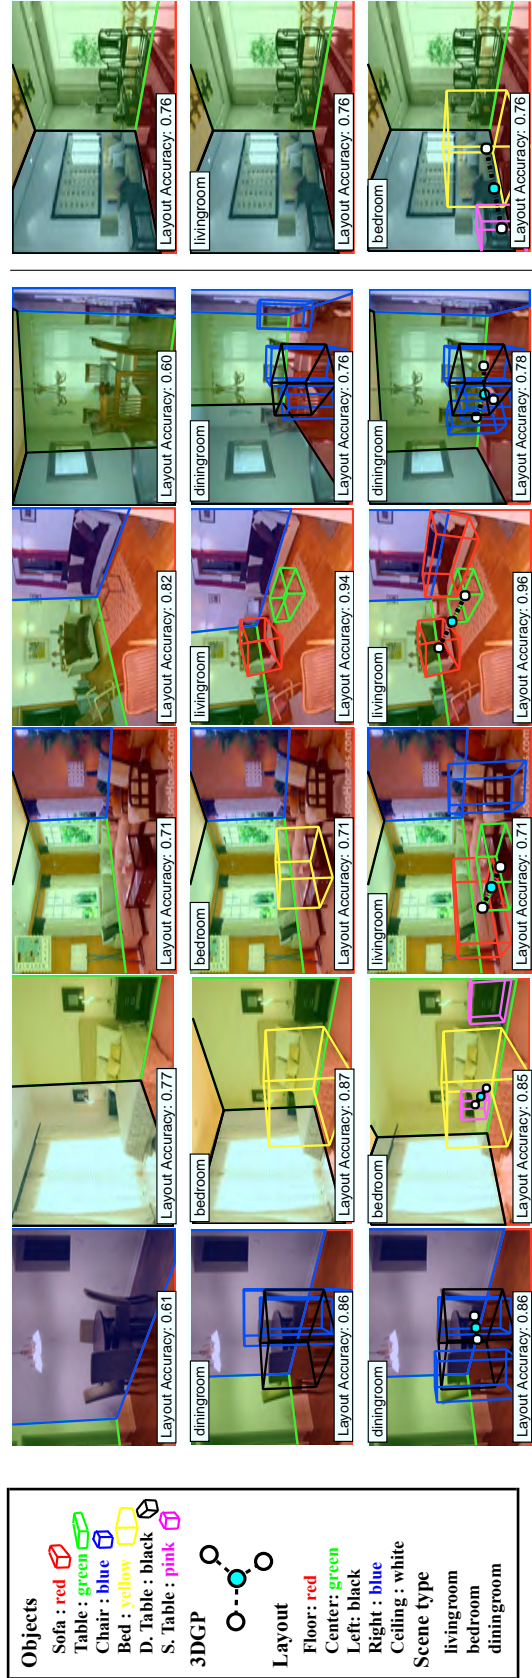 Objects
Sofa : red
Table : green
Chair : blue
Bed : yellow
D. Table : black
S. Table : pink
3DGP
Layout
Floor: red
Center: green
Left: black
Right : blue
Ceiling : white
Scene type
livingroom
bedroom
diningroom
Layout Accuracy: 0.61
Layout Accuracy: 0.77
Layout Accuracy: 0.71
Layout Accuracy: 0.82
Layout Accuracy: 0.60
Layout Accuracy: 0.76
diningroom
Layout Accuracy: 0.86
bedroom
Layout Accuracy: 0.87
bedroom
Layout Accuracy: 0.71
livingroom
Layout Accuracy: 0.94
diningroom
Layout Accuracy: 0.76
livingroom
Layout Accuracy: 0.76
diningroom
Layout Accuracy: 0.86
bedroom
Layout Accuracy: 0.85
livingroom
Layout Accuracy: 0.71
livingroom
Layout Accuracy: 0.96
diningroom
Layout Accuracy: 0.78
bedroom
Layout Accuracy: 0.76